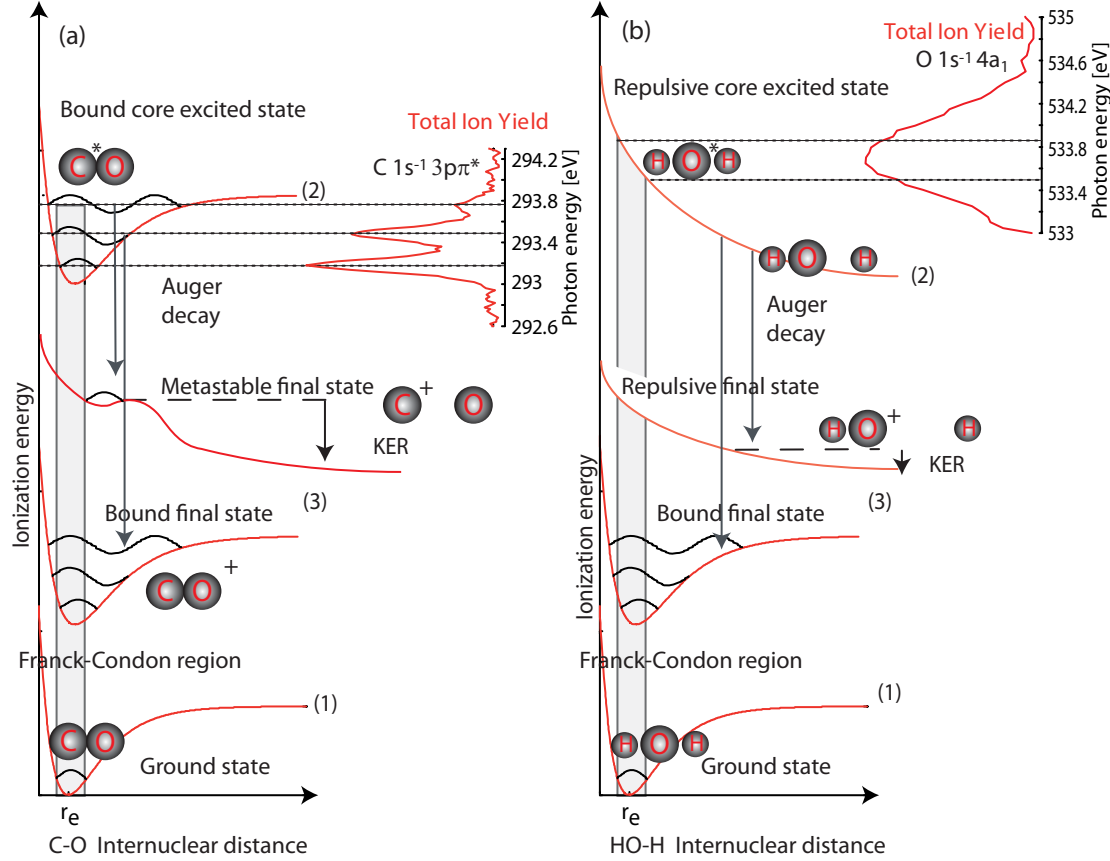 (a)
Bound core excited state
C * O
(2)
Total Ion Yield
C 1s⁻¹ 3pπ*
294.2
293.8
293.4
293
292.6
Photon energy [eV]
Auger
decay
Metastable final state
C + O
KER
(3)
Bound final state
C O +
Franck-Condon region
(1)
C O
Ground state
Ionization energy
rₑ
C-O Internuclear distance
(b)
Total Ion Yield
O 1s⁻¹ 4a₁
535
534.6
534.2
533.8
533.4
533
Photon energy [eV]
Repulsive core excited state
H O * H
H O H
(2)
Auger
decay
Repulsive final state
H O + H
KER
(3)
Bound final state
Franck-Condon region
(1)
H O H
Ground state
Ionization energy
rₑ
HO-H Internuclear distance